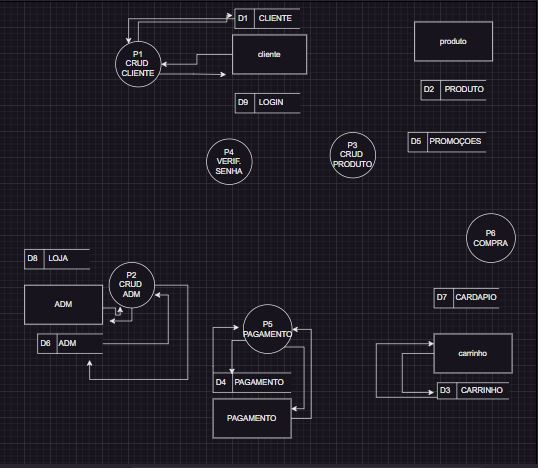 D1 CLIENTE
P1
CRUD
CLIENTE
cliente
produto
D2 PRODUTO
D9 LOGIN
P4
VERIF.
SENHA
P3
CRUD
PRODUTO
D5 PROMOÇOES
P6
COMPRA
D8 LOJA
P2
CRUD
ADM
ADM
D6 ADM
P5
PAGAMENTO
D7 CARDAPIO
carrinho
D4 PAGAMENTO
D3 CARRINHO
PAGAMENTO